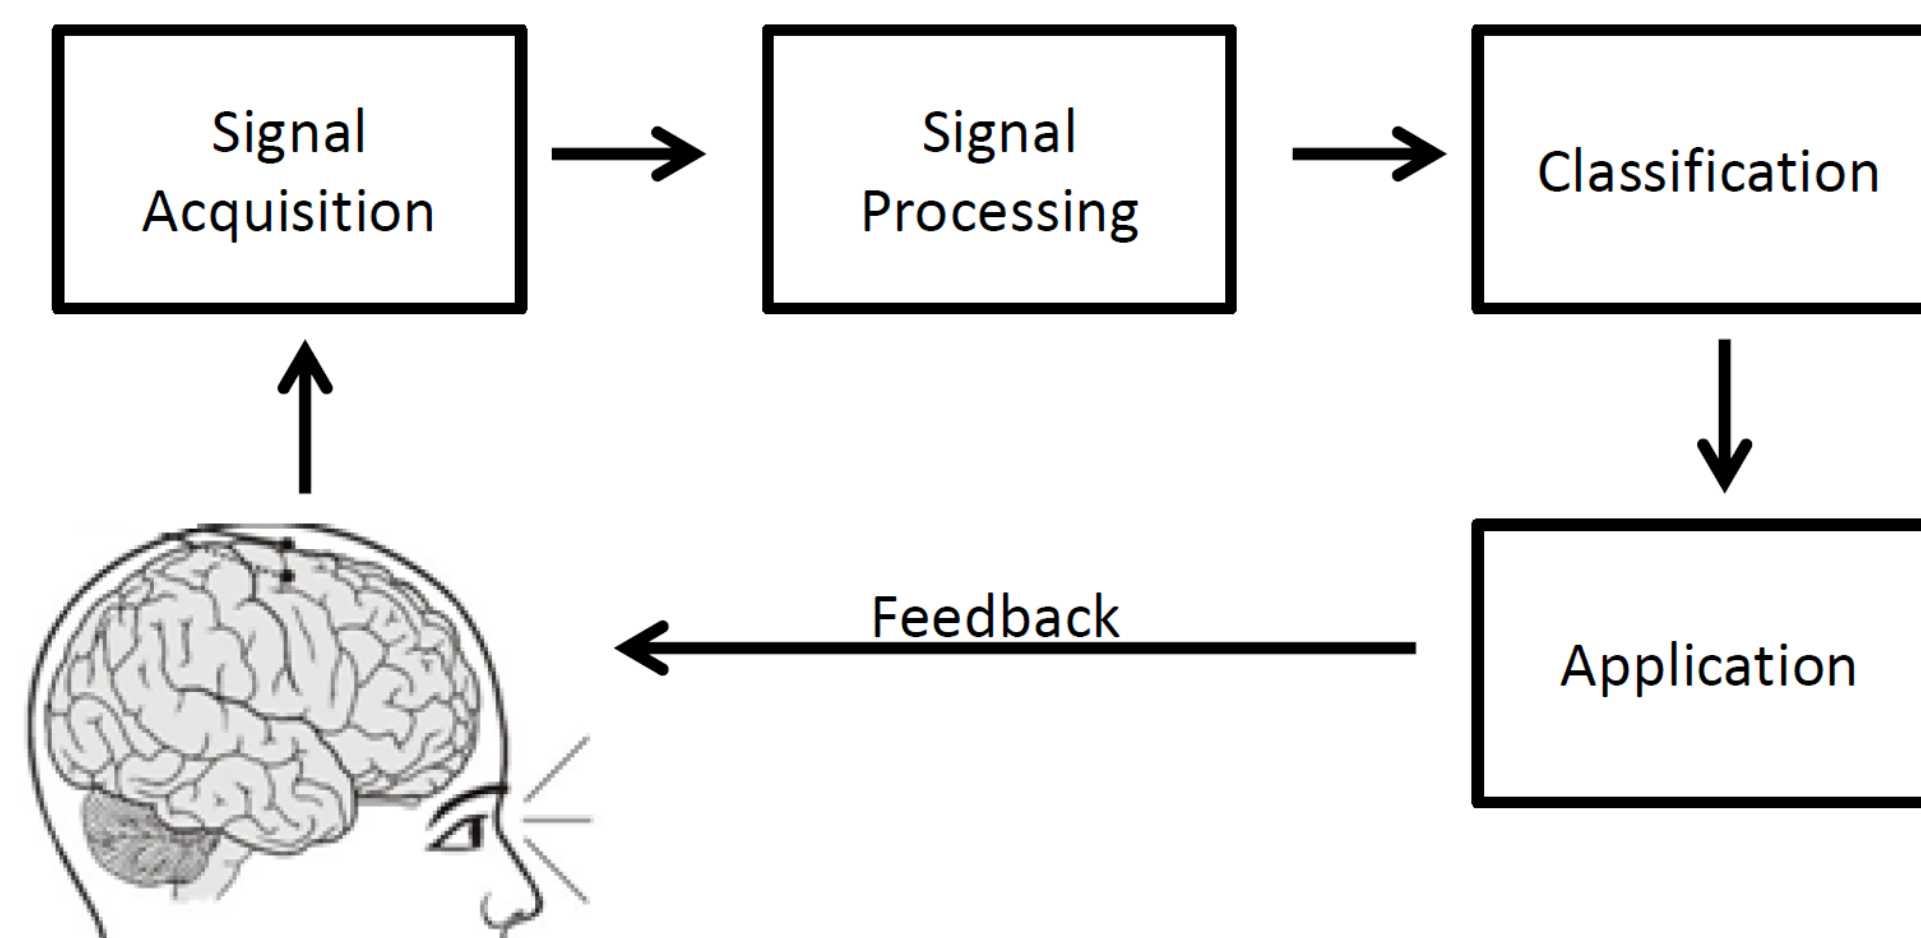 Signal
Acquisition
Signal
Processing
Classification
Feedback
Application